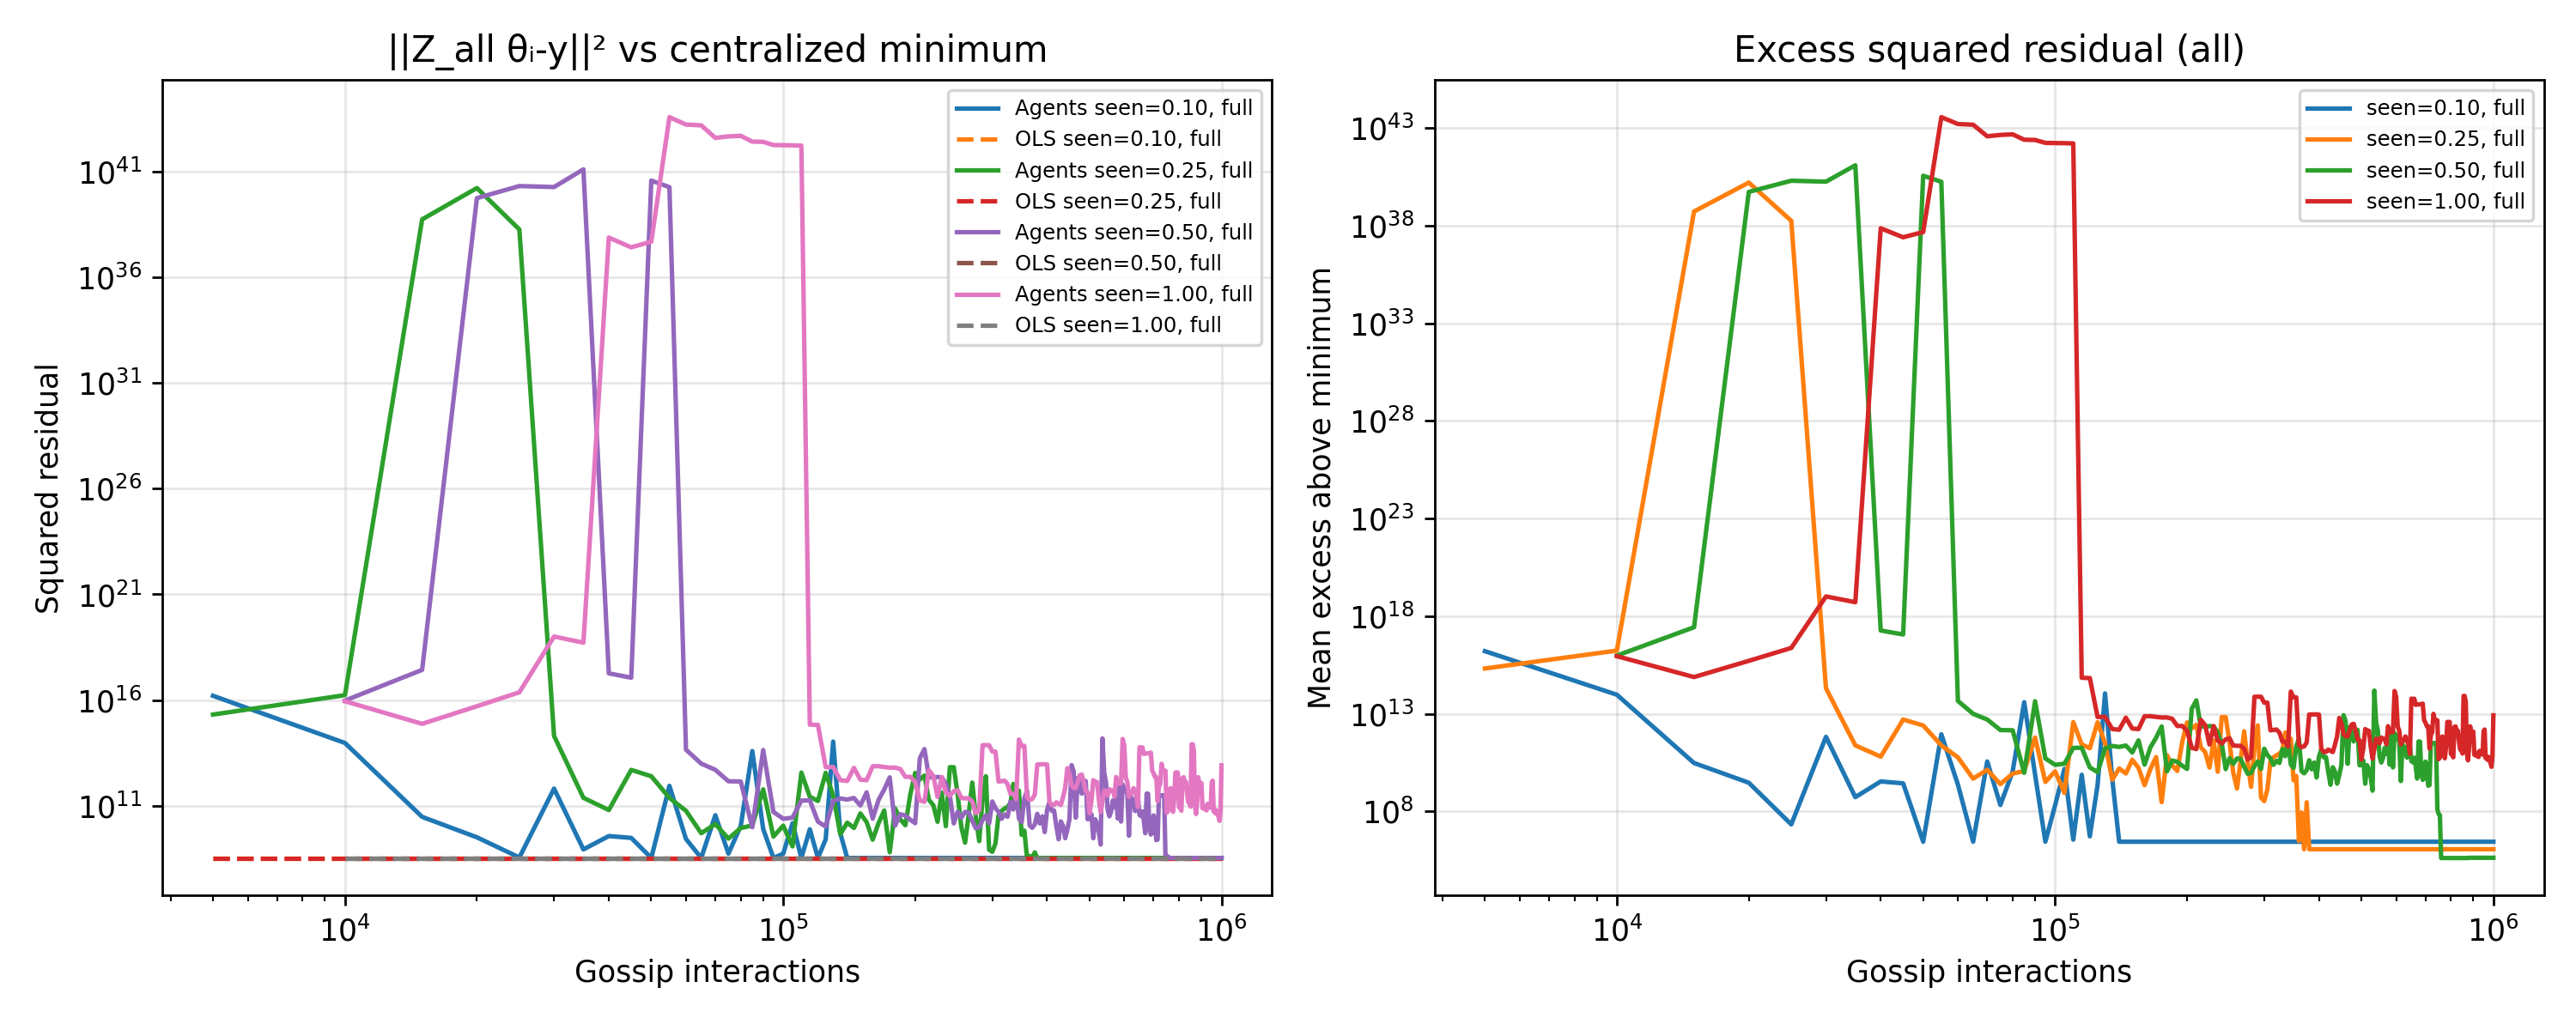 ||Z_all θᵢ-y||² vs centralized minimum
Squared residual
10⁴¹
10³⁶
10³¹
10²⁶
10²¹
10¹⁶
10¹¹
Agents seen=0.10, full
OLS seen=0.10, full
Agents seen=0.25, full
OLS seen=0.25, full
Agents seen=0.50, full
OLS seen=0.50, full
Agents seen=1.00, full
OLS seen=1.00, full
10⁴ 10⁵ 10⁶
Gossip interactions
Excess squared residual (all)
Mean excess above minimum
10⁴³
10³⁸
10³³
10²⁸
10²³
10¹⁸
10¹³
10⁸
seen=0.10, full
seen=0.25, full
seen=0.50, full
seen=1.00, full
10⁴ 10⁵ 10⁶
Gossip interactions